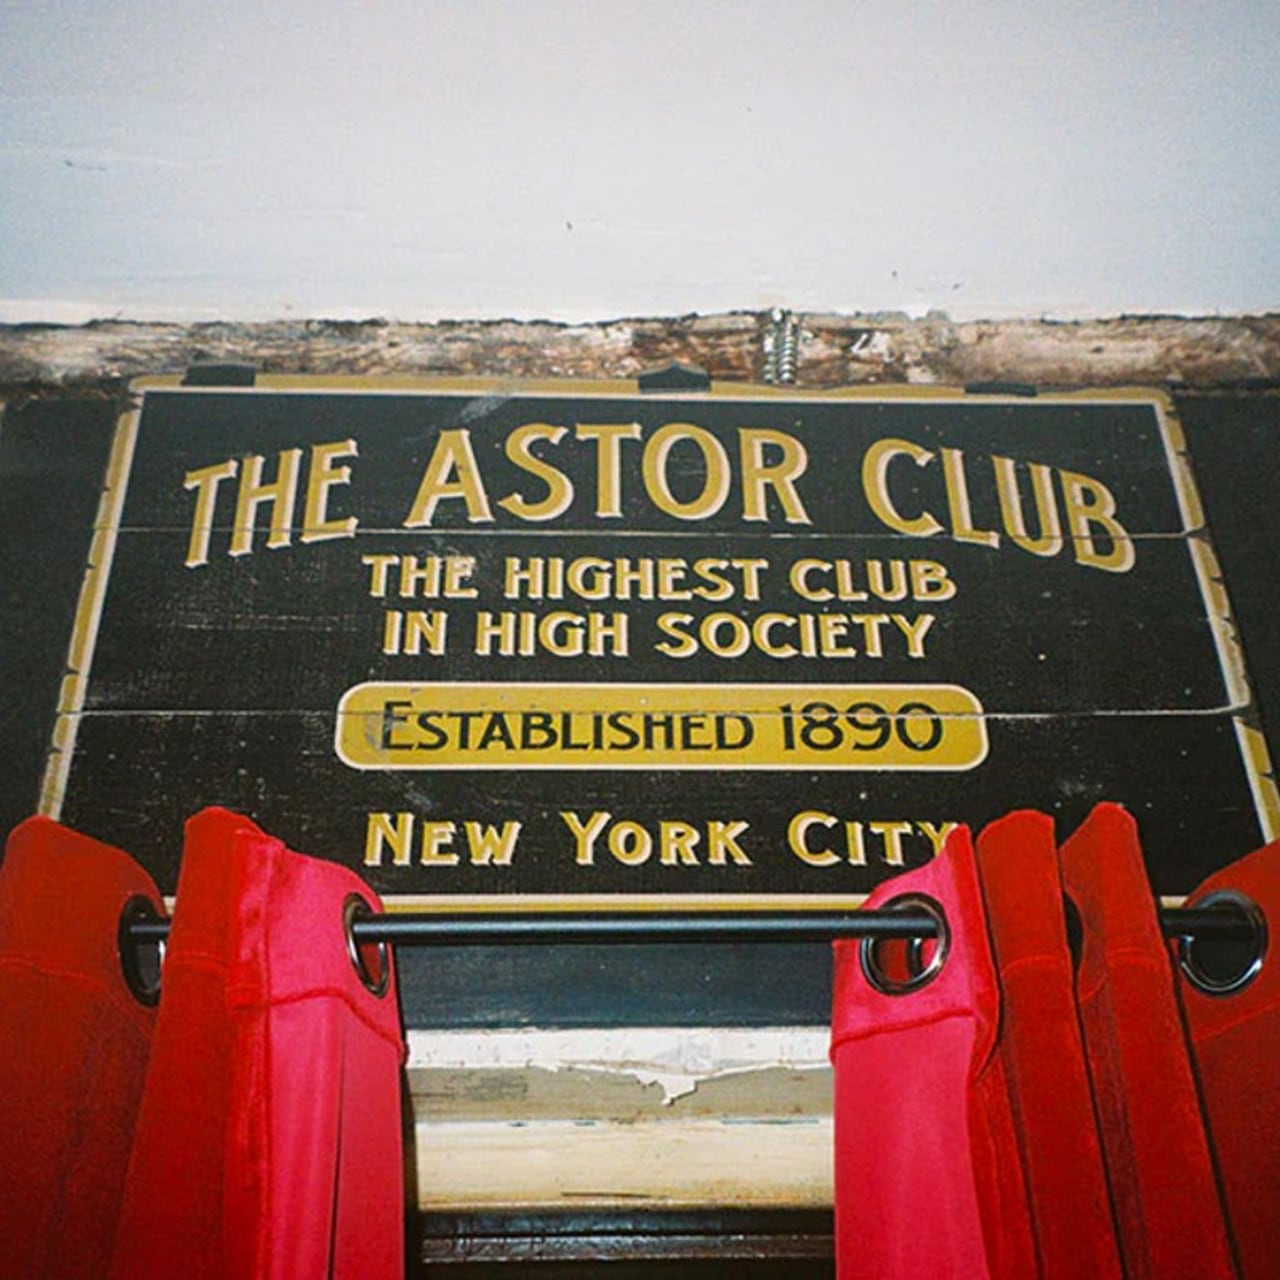 THE ASTOR CLUB
THE HIGHEST CLUB
IN HIGH SOCIETY
ESTABLISHED 1890
NEW YORK CITY